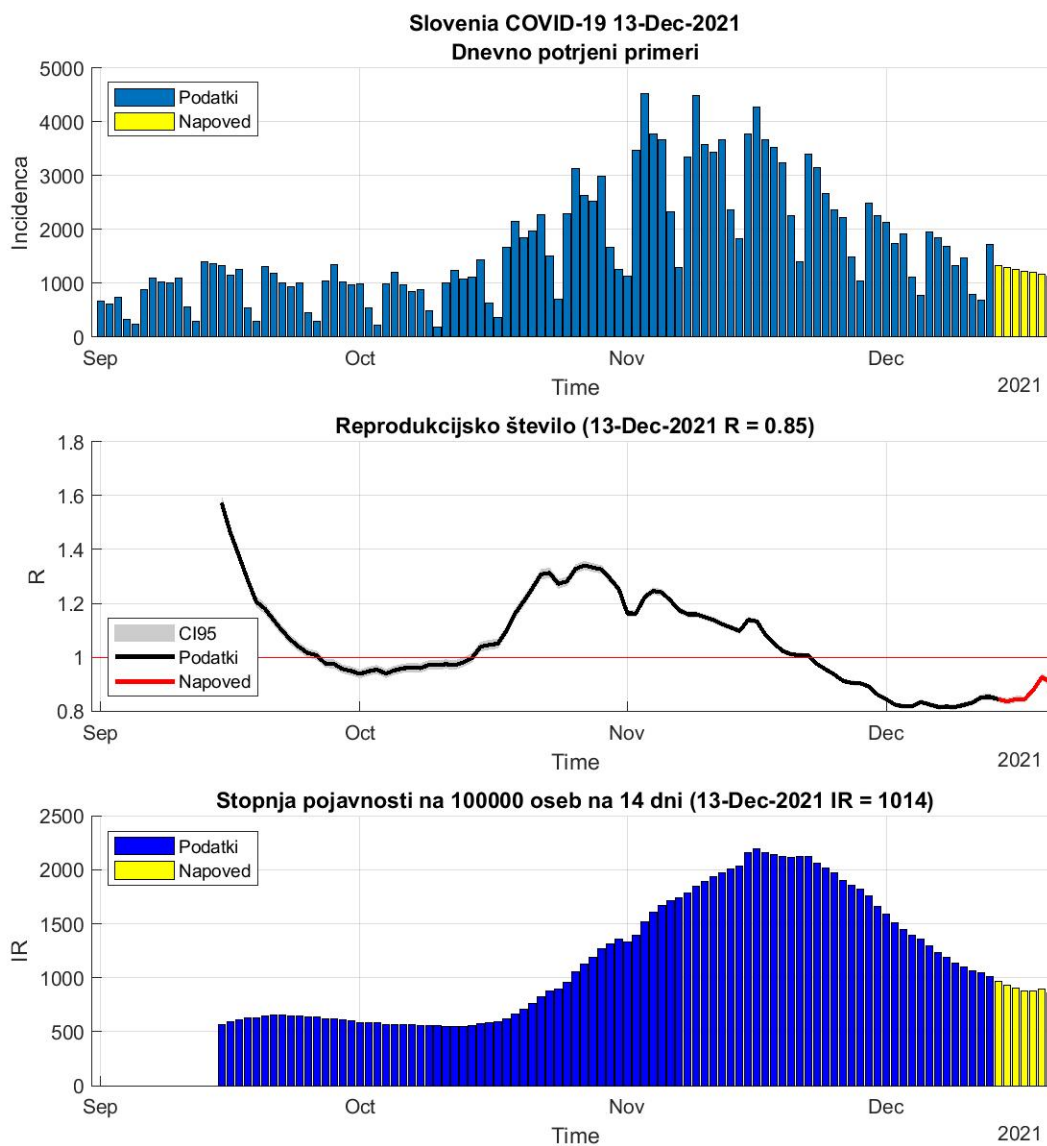 Slovenia COVID-19 13-Dec-2021
Dnevno potrjeni primeri
5000
4000
3000
2000
1000
0
Incidenca
Podatki
Napoved
Sep
Oct
Nov
Dec
Time
2021
Reprodukcijsko število (13-Dec-2021 R = 0.85)
1.8
1.6
1.4
1.2
1
0.8
R
CI95
Podatki
Napoved
Sep
Oct
Nov
Dec
Time
2021
Stopnja pojavnosti na 100000 oseb na 14 dni (13-Dec-2021 IR = 1014)
2500
2000
1500
1000
500
0
IR
Podatki
Napoved
Sep
Oct
Nov
Dec
Time
2021